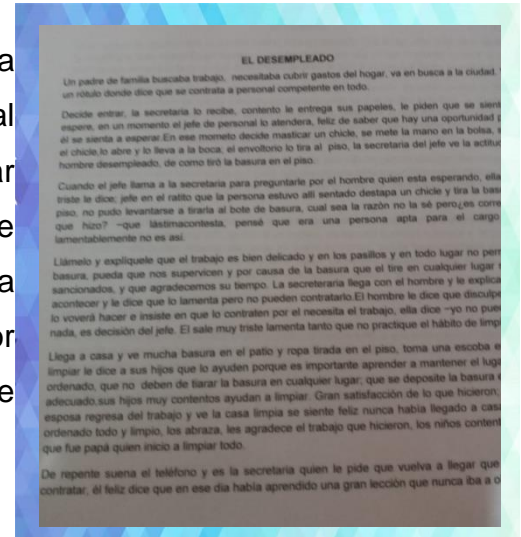 a
al
ar
e
a
or
e
EL DESEMPLEADO
Un padre de familia buscaba trabajo, necesitaba cubrir gastos del hogar, va en busca a la ciudad.
un rótulo donde dice que se contrata a personal competente en todo.
Decide entrar, la secretaria lo recibe, contento le entrega sus papeles, le piden que se sient
espere, en un momento el jefe de personal lo atendera, feliz de saber que hay una oportunidad p
él se sienta a esperar.En ese mometo decide masticar un chicle, se mete la mano en la bolsa, s
el chicle,lo abre y lo lleva a la boca; el envoltorio lo tira al piso, la secretaria del jefe ve la actitu
hombre desempleado, de como tiró la basura en el piso.
Cuando el jefe llama a la secretaria para preguntarle por el hombre quien esta esperando, ella
triste le dice; jefe en el ratito que la persona estuvo allí sentado destapa un chicle y tira la bas
piso, no pudo levantarse a tirarla al bote de basura, cual sea la razón no la sé pero¿es corre
que hizo? ~que lástimacontesta, pensé que era una persona apta para el cargo
lamentablemente no es así.
Llámelo y explíquele que el trabajo es bien delicado y en los pasillos y en todo lugar no per
basura, pueda que nos supervicen y por causa de la basura que el tire en cualquier lugar s
sancionados, y que agradecemos su tiempo. La secreteraria llega con el hombre y le explica
acontecer y le dice que lo lamenta pero no pueden contratarlo.El hombre le dice que disculpe
lo voverá hacer e insiste en que lo contraten por el necesita el trabajo, ella dice ~yo no pue
nada, es decisión del jefe. El sale muy triste lamenta tanto que no practique el hábito de limp
Llega a casa y ve mucha basura en el patio y ropa tirada en el piso, toma una escoba e
limpiar le dice a sus hijos que lo ayuden porque es importante aprender a mantener el luga
ordenado, que no deben de tiarar la basura en cualquier lugar; que se deposite la basura e
adecuado,sus hijos muy contentos ayudan a limpiar. Gran satisfacción de lo que hicieron,
esposa regresa del trabajo y ve la casa limpia se siente feliz nunca había llegado a casa
ordenado todo y limpio, los abraza, les agradece el trabajo que hicieron, los niños content
que fue papá quien inicio a limpiar todo.
De repente suena el teléfono y es la secretaria quien le pide que vuelva a llegar que
contratar, él feliz dice que en ese dia había aprendido una gran lección que nunca iba a o